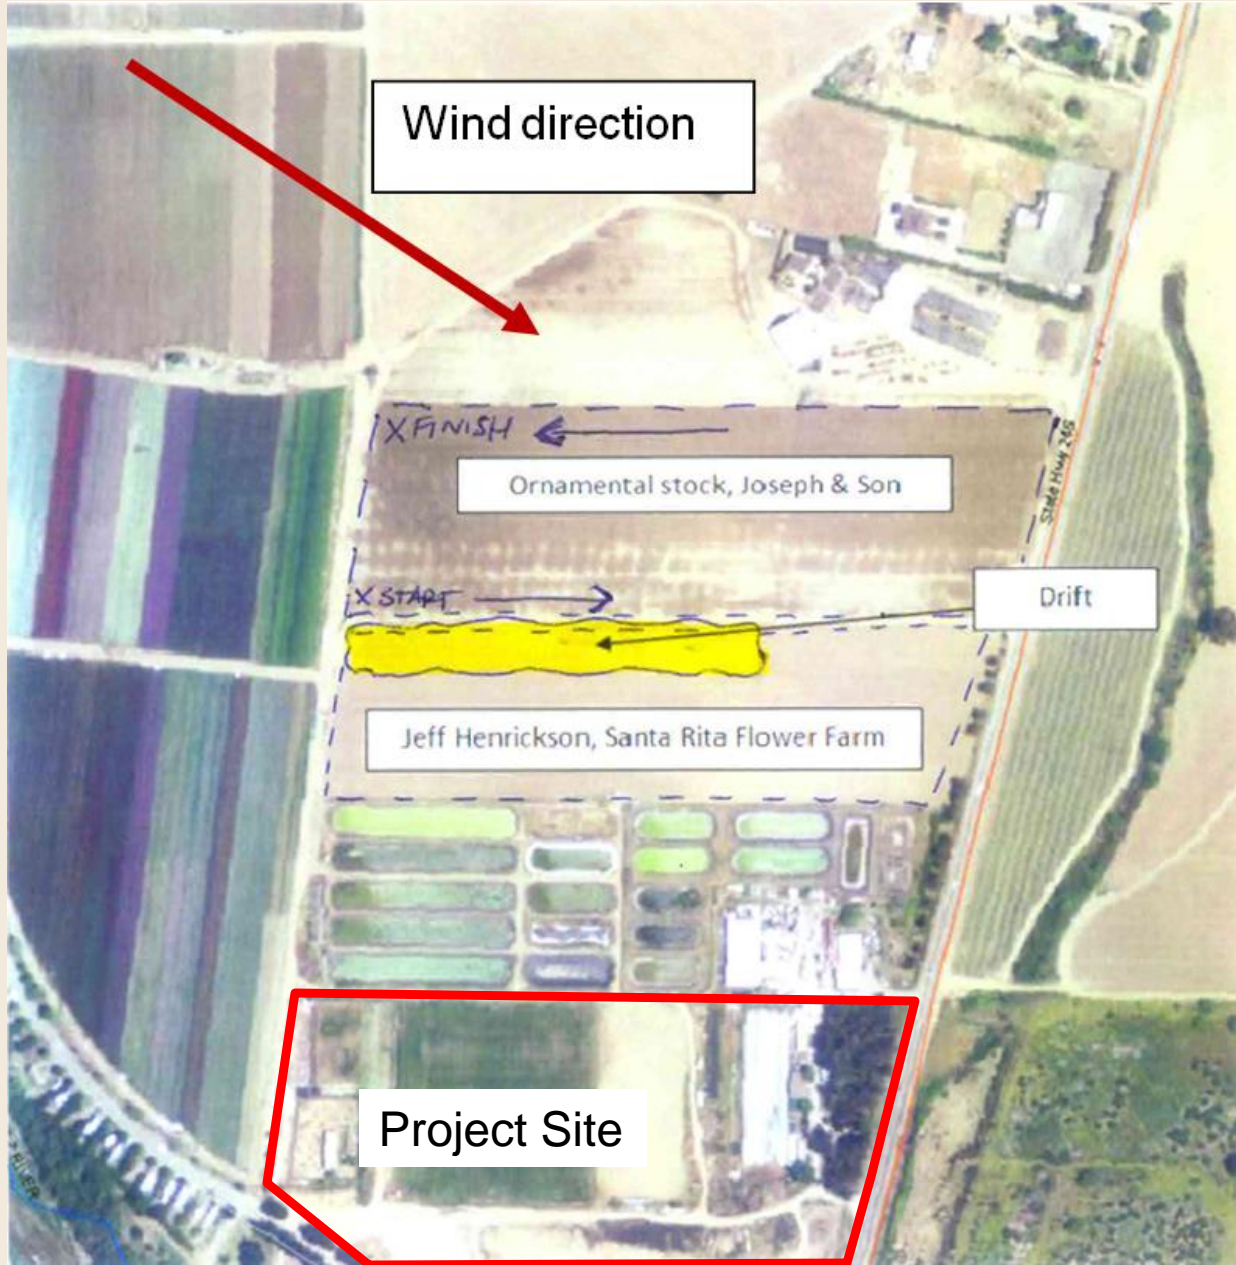 Wind direction
X FINISH
Ornamental stock, Joseph & Son
State Hwy 246
X START
Drift
Jeff Henrickson, Santa Rita Flower Farm
Project Site
RIVER